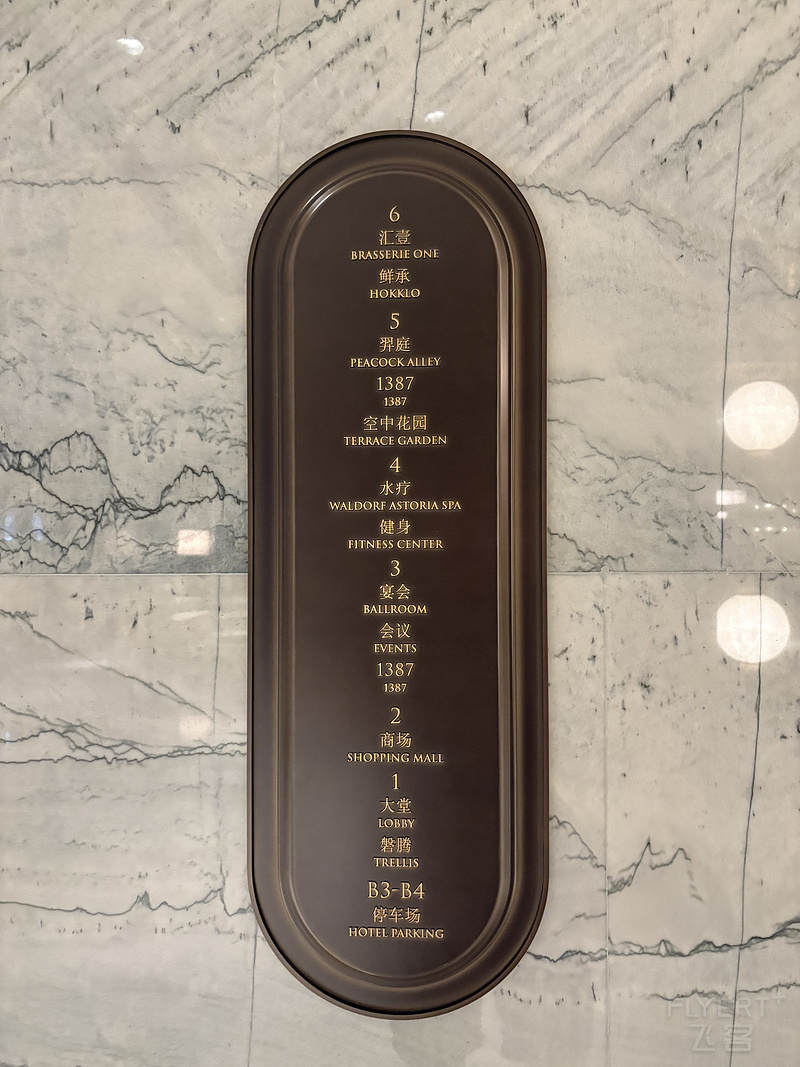 6
汇壹
BRASSERIE ONE
鲜承
HOKKLO
5
羿庭
PEACOCK ALLEY
1387
1387
空中花园
TERRACE GARDEN
4
水疗
WALDORF ASTORIA SPA
健身
FITNESS CENTER
3
宴会
BALLROOM
会议
EVENTS
1387
1387
2
商场
SHOPPING MALL
1
大堂
LOBBY
磐腾
TRELLIS
B3-B4
停车场
HOTEL PARKING
FLYERT+
飞客